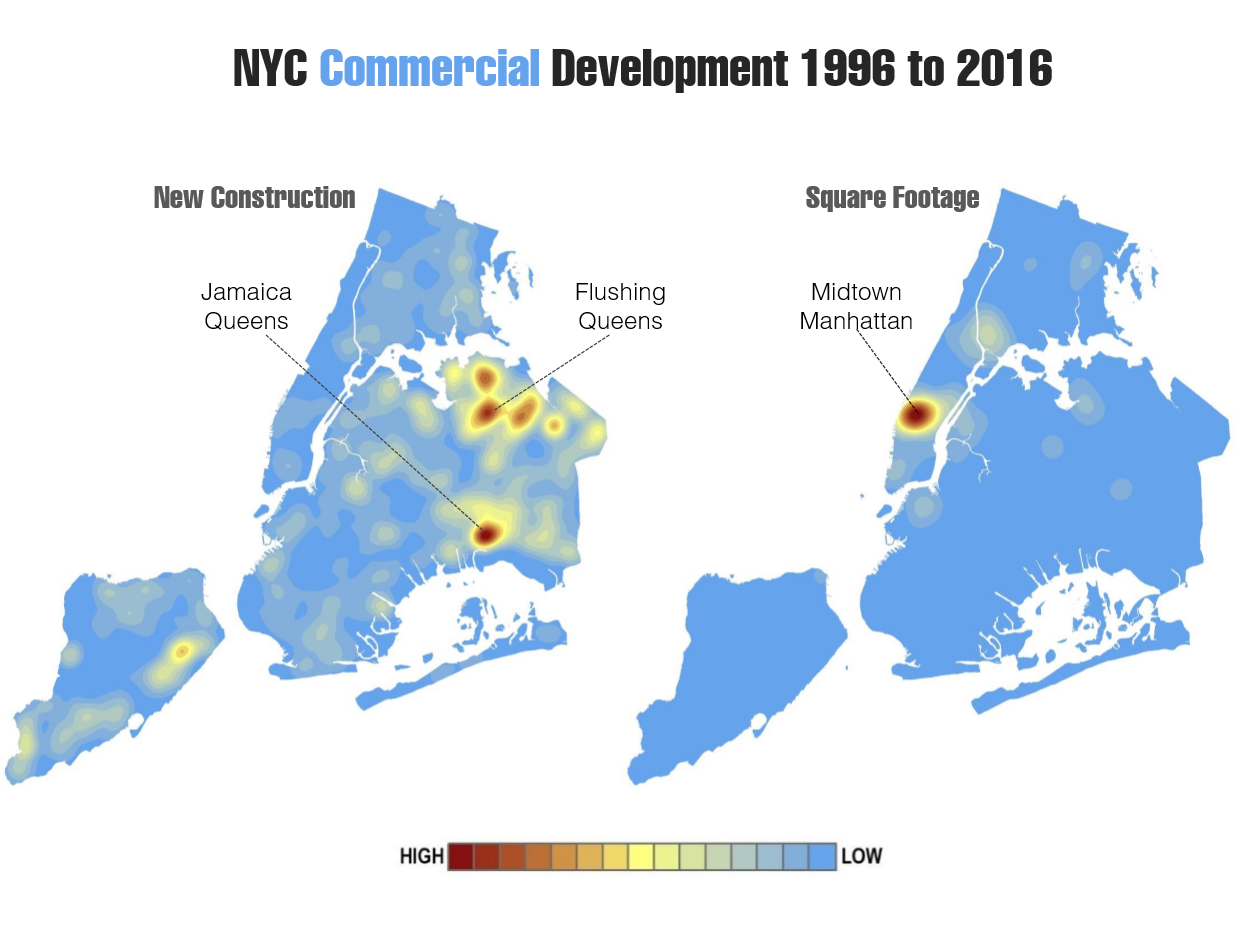 NYC Commercial Development 1996 to 2016
New Construction
Square Footage
Jamaica
Queens
Flushing
Queens
Midtown
Manhattan
HIGH
LOW